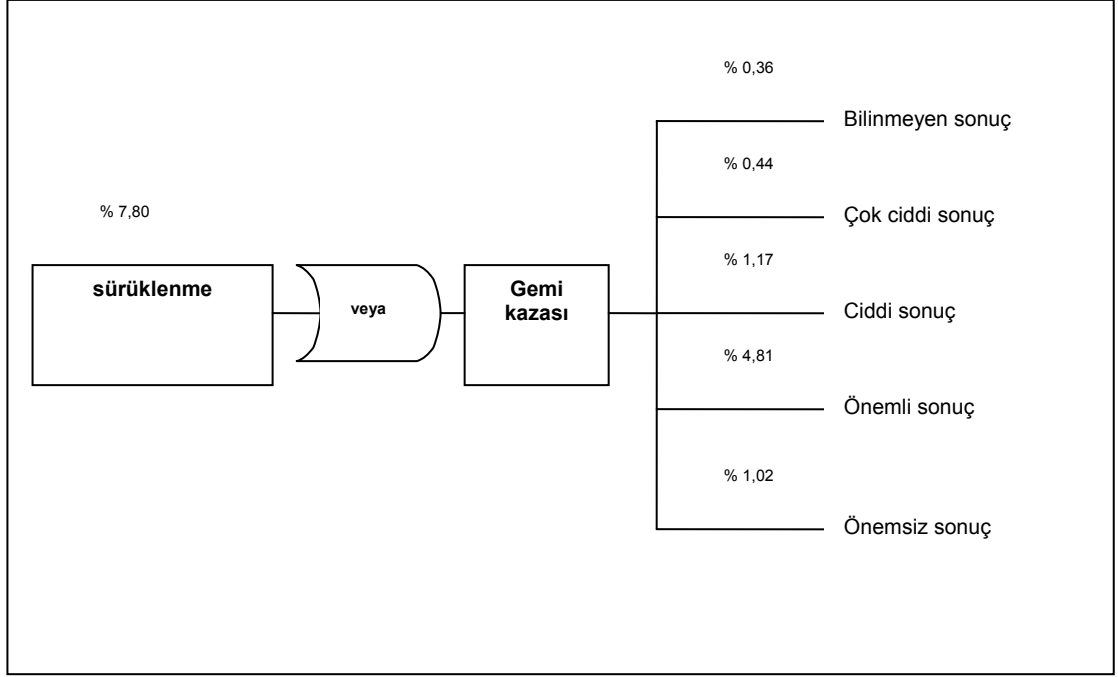 % 0,36
Bilinmeyen sonuç
% 0,44
% 7,80
Çok ciddi sonuç
% 1,17
sürüklenme
veya
Gemi
kazası
Ciddi sonuç
% 4,81
Önemli sonuç
% 1,02
Önemsiz sonuç